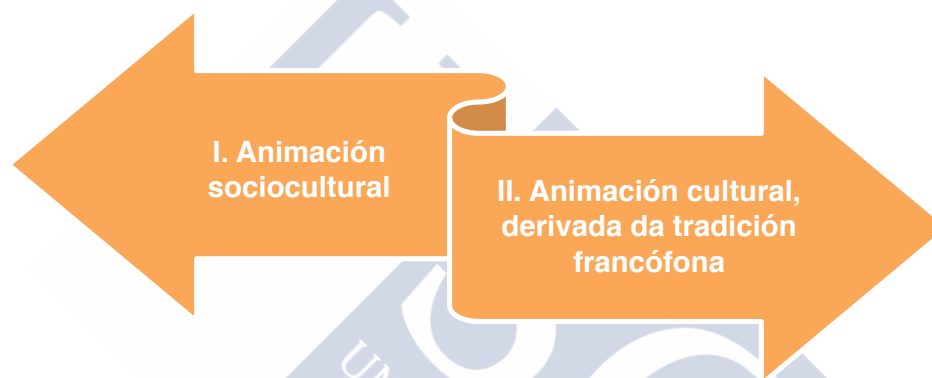 I. Animación
sociocultural
II. Animación cultural,
derivada da tradición
francófona